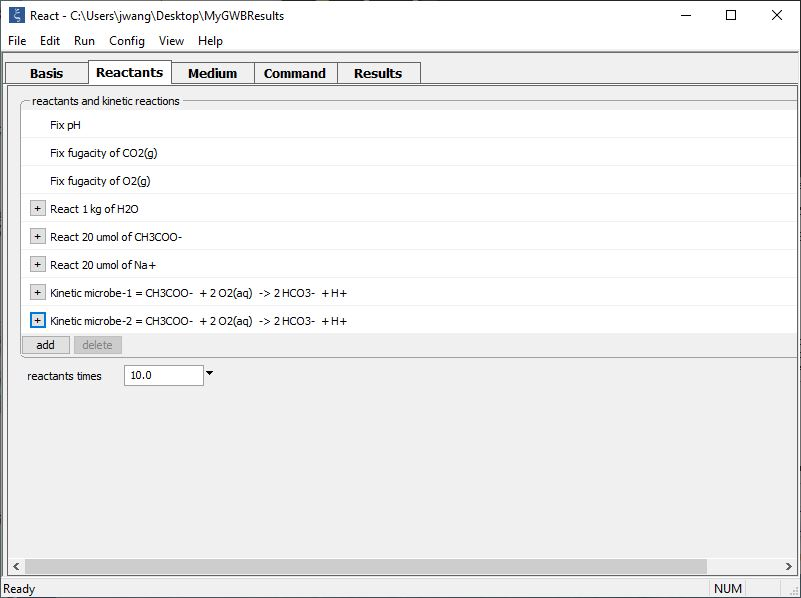 React - C:\Users\jwang\Desktop\MyGWBResults
File Edit Run Config View Help
Basis Reactants Medium Command Results
reactants and kinetic reactions
Fix pH
Fix fugacity of CO2(g)
Fix fugacity of O2(g)
+ React 1 kg of H2O
+ React 20 umol of CH3COO-
+ React 20 umol of Na+
+ Kinetic microbe-1 = CH3COO- + 2 O2(aq) -> 2 HCO3- + H+
+ Kinetic microbe-2 = CH3COO- + 2 O2(aq) -> 2 HCO3- + H+
add delete
reactants times 10.0
Ready NUM